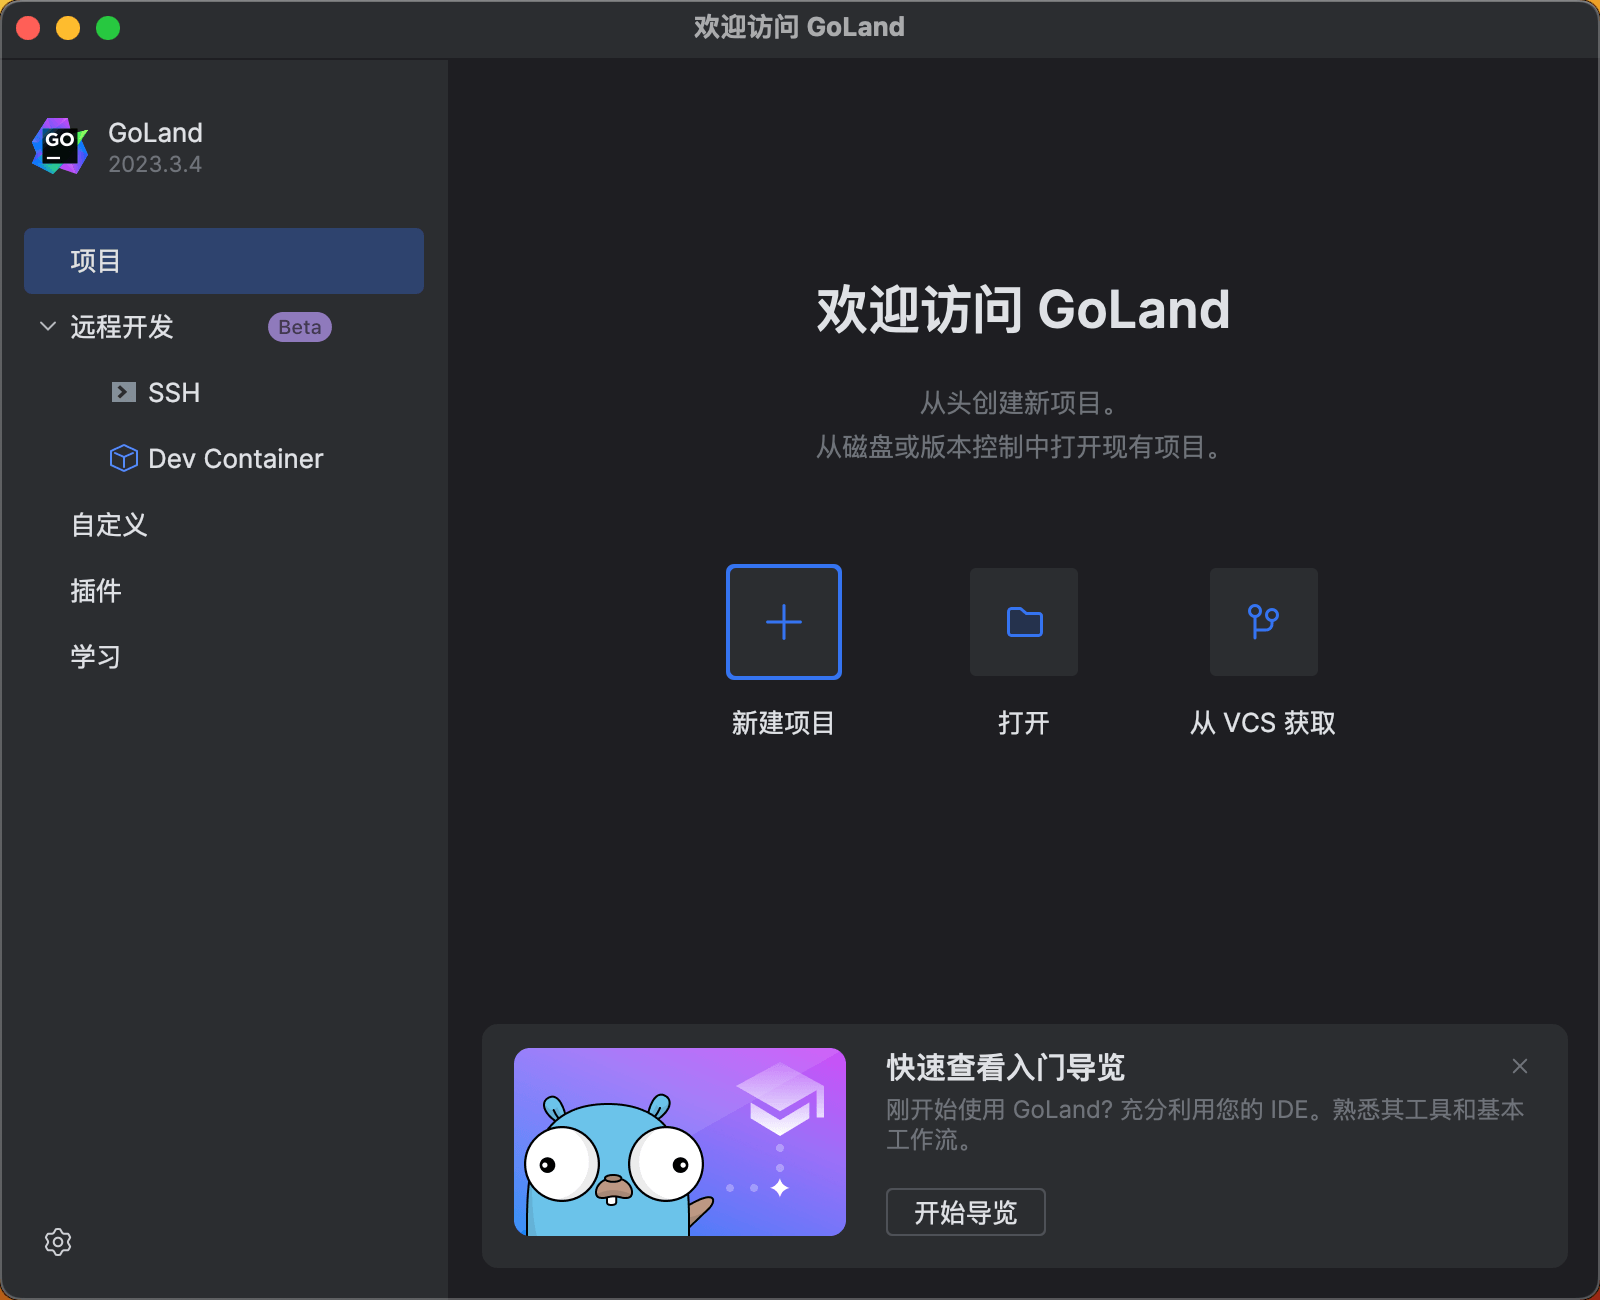 欢迎访问 GoLand
GO
GoLand
2023.3.4
项目
远程开发 Beta
SSH
Dev Container
自定义
插件
学习
欢迎访问 GoLand
从头创建新项目。
从磁盘或版本控制中打开现有项目。
新建项目
打开
从 VCS 获取
快速查看入门导览
刚开始使用 GoLand? 充分利用您的 IDE。熟悉其工具和基本
工作流。
开始导览